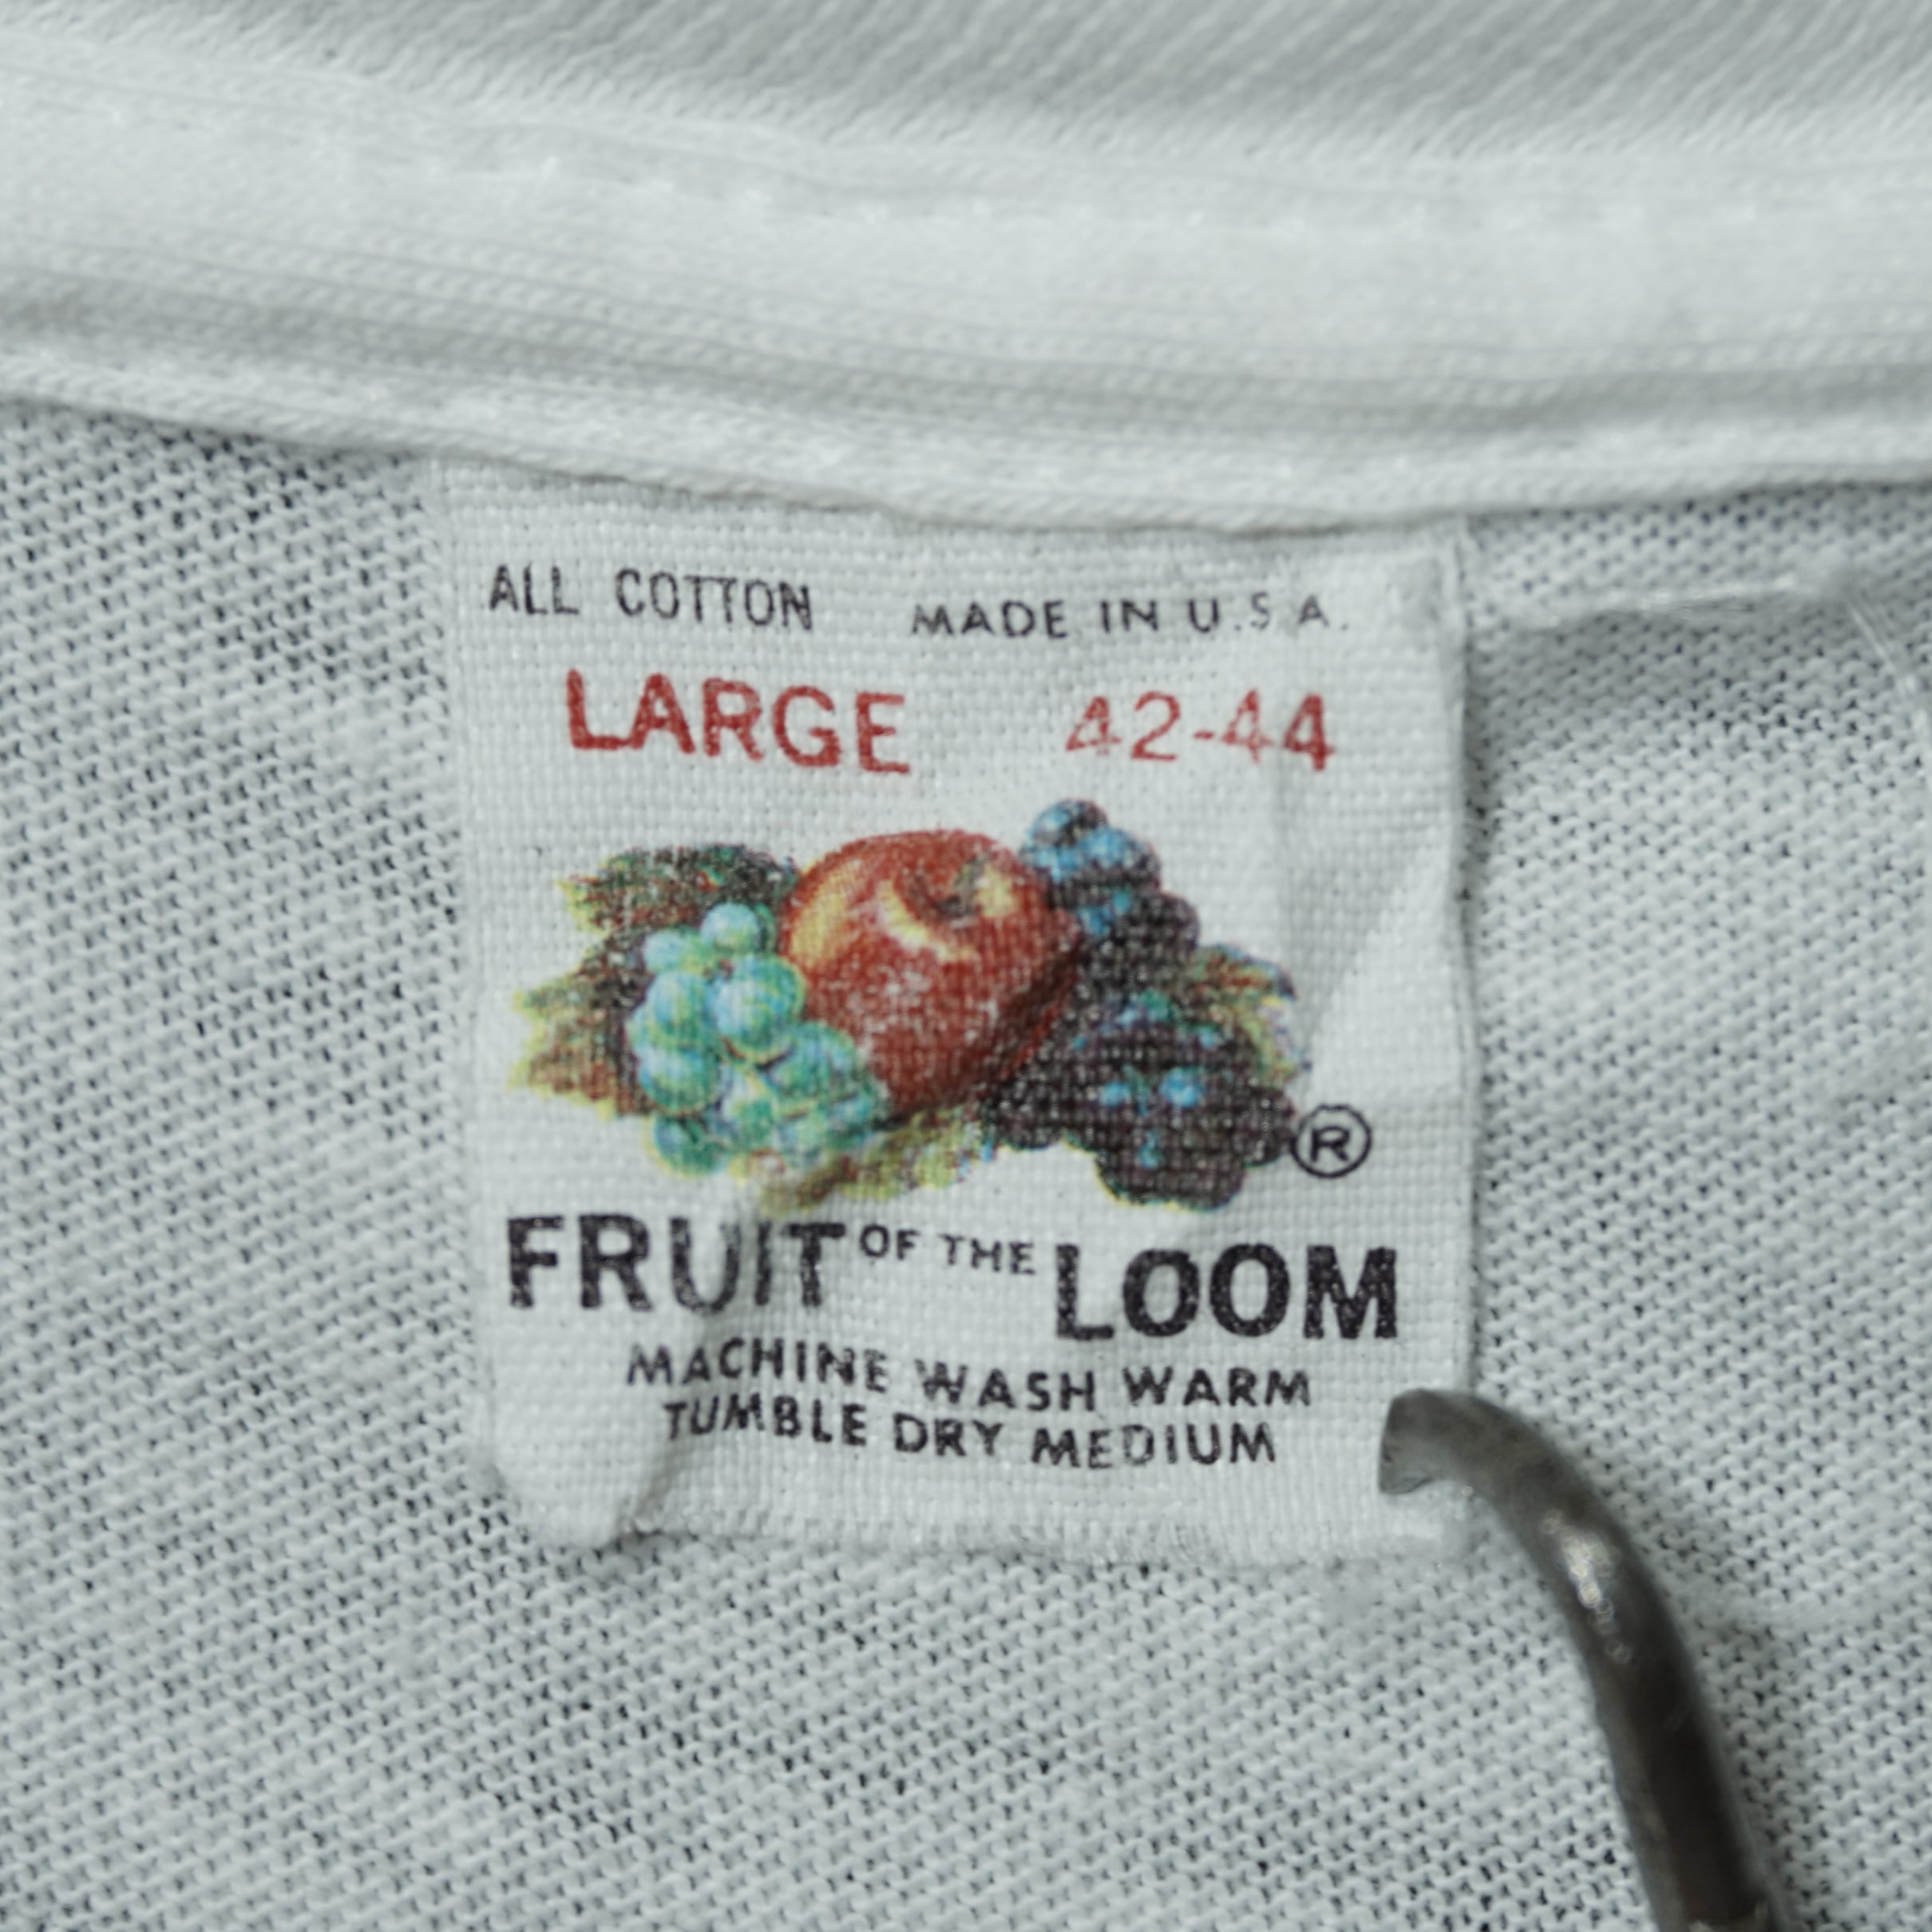 ALL COTTON MADE IN U.S.A.
LARGE 42-44
®
FRUIT OF THE LOOM
MACHINE WASH WARM
TUMBLE DRY MEDIUM